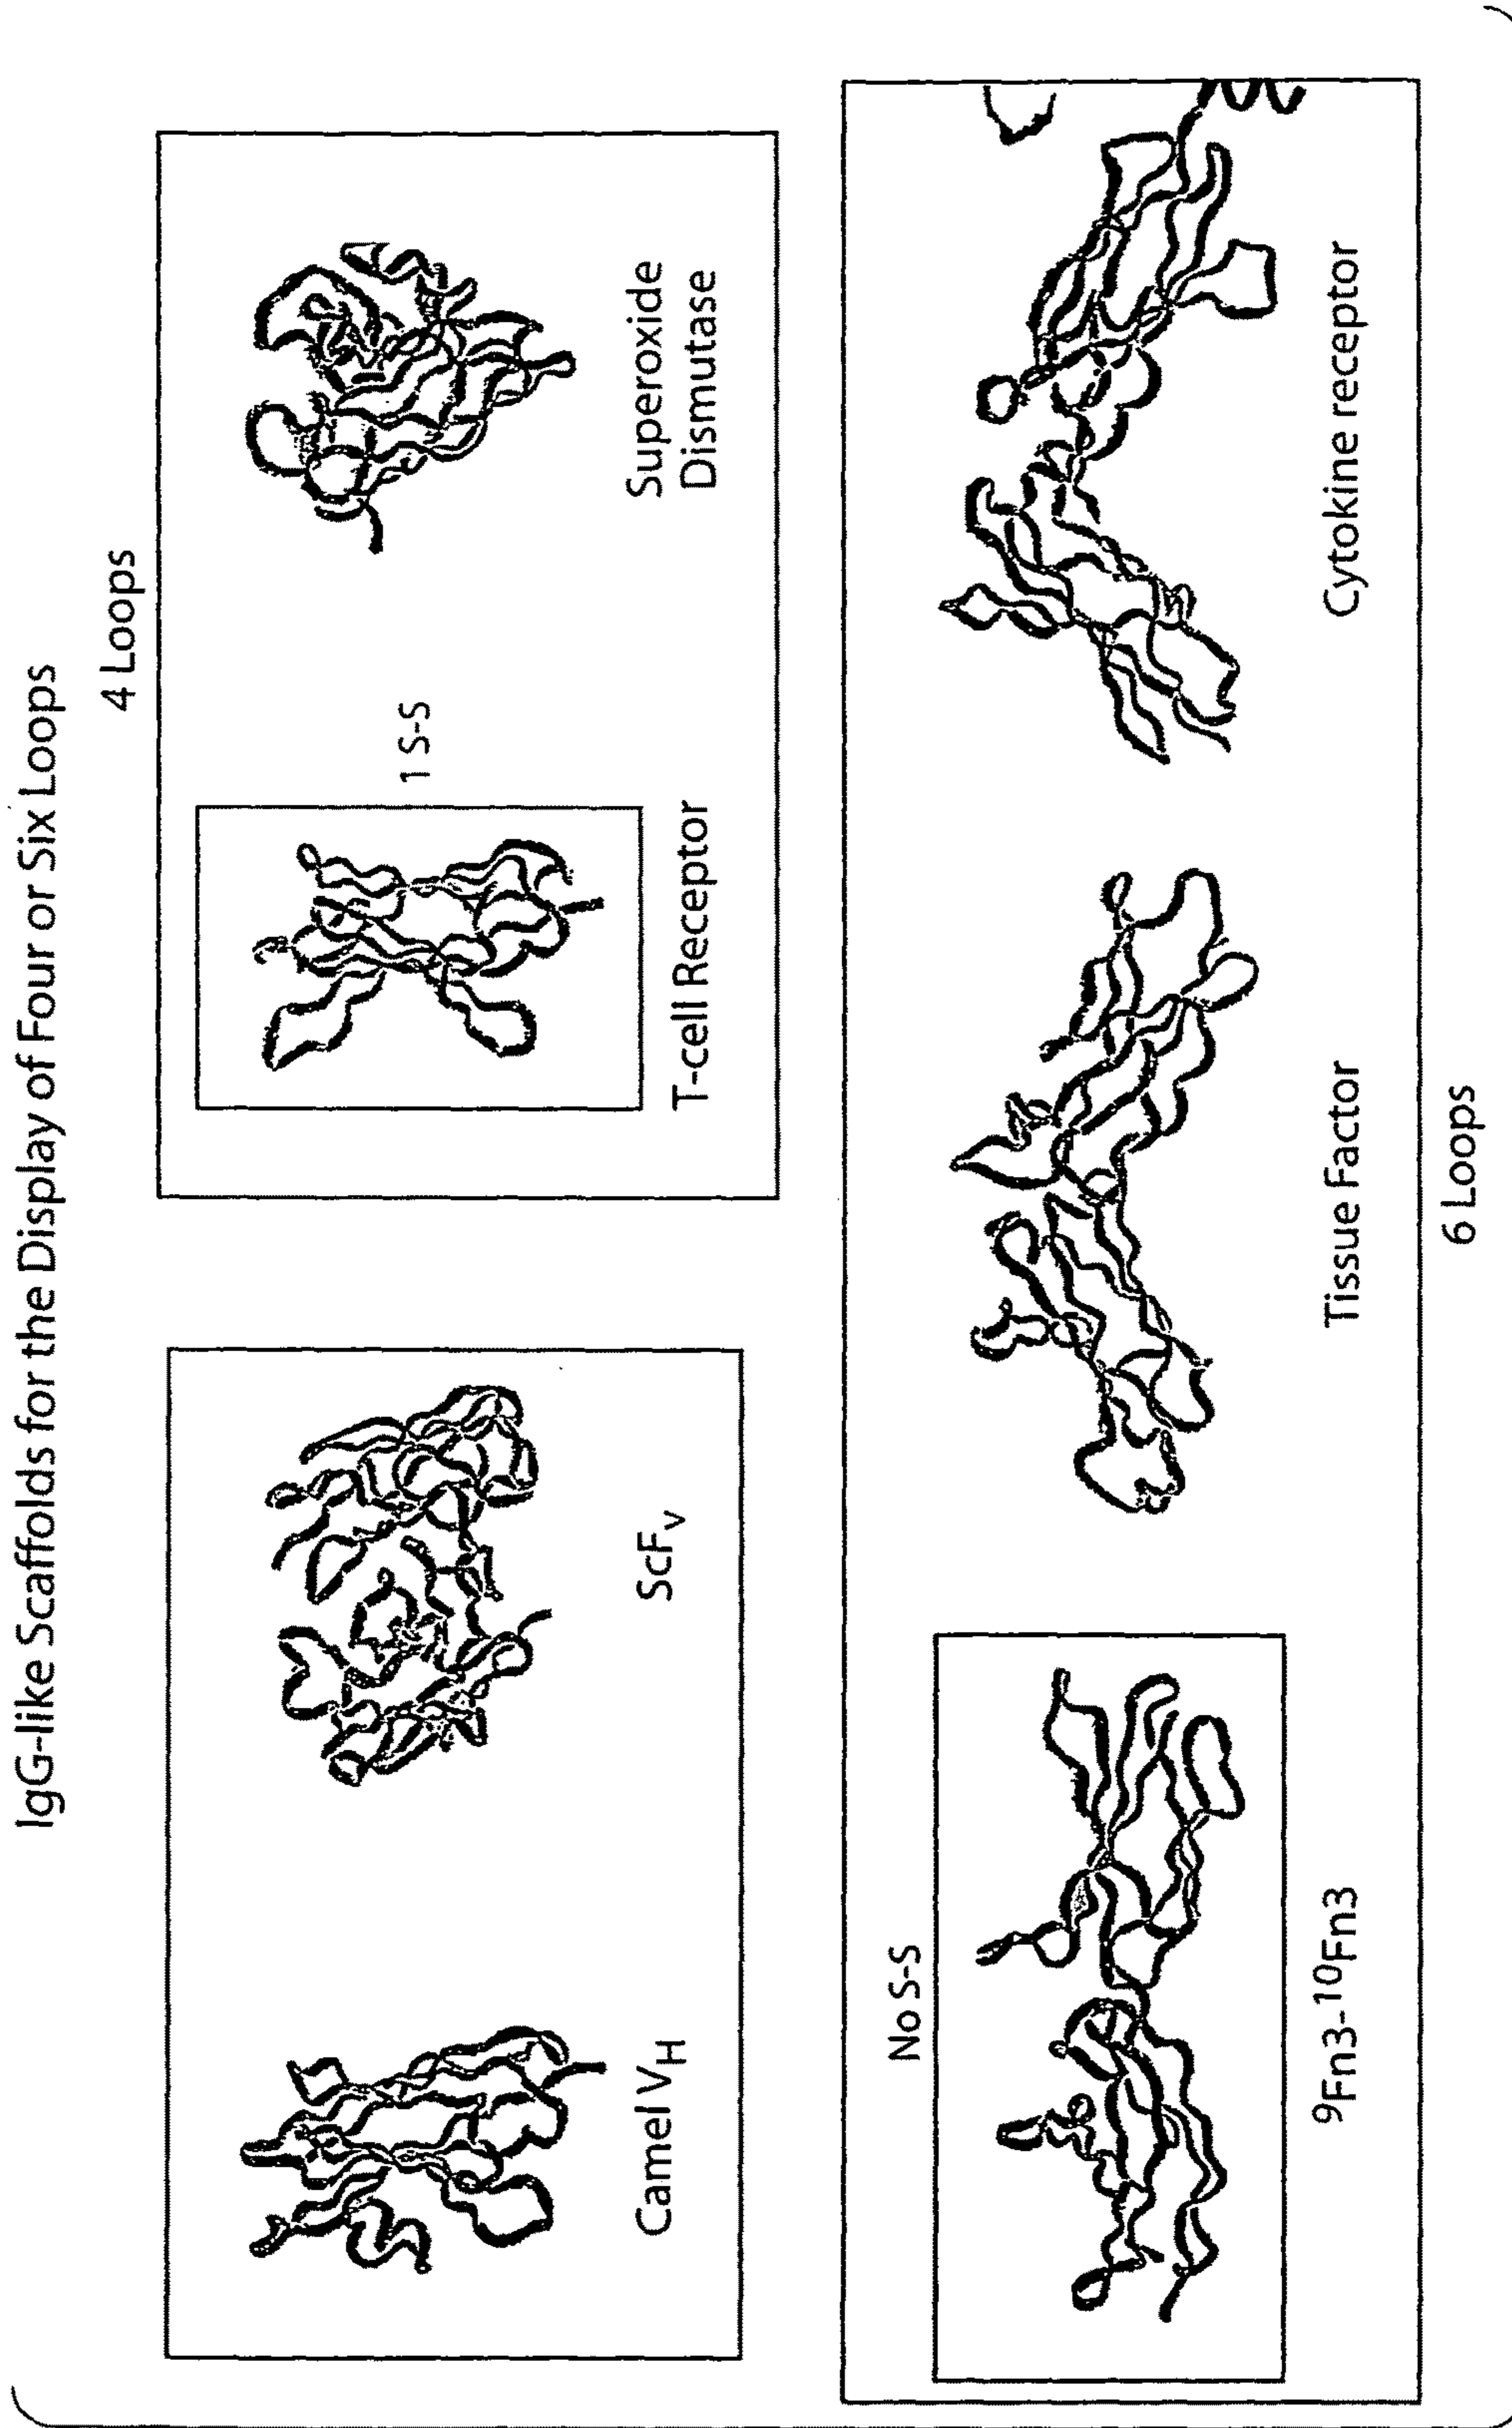 IgG-like Scaffolds for the Display of Four or Six Loops
4 Loops
1 S-S
Camel VH
ScFv
T-cell Receptor
Superoxide
Dismutase
No S-S
9Fn3-10Fn3
Tissue Factor
Cytokine receptor
6 Loops